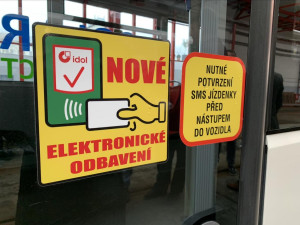 idol
NOVÉ
ELEKTRONICKÉ
ODBAVENÍ
NUTNÉ
POTVRZENÍ
SMS JÍZDENKY
PŘED
NÁSTUPEM
DO VOZIDLA